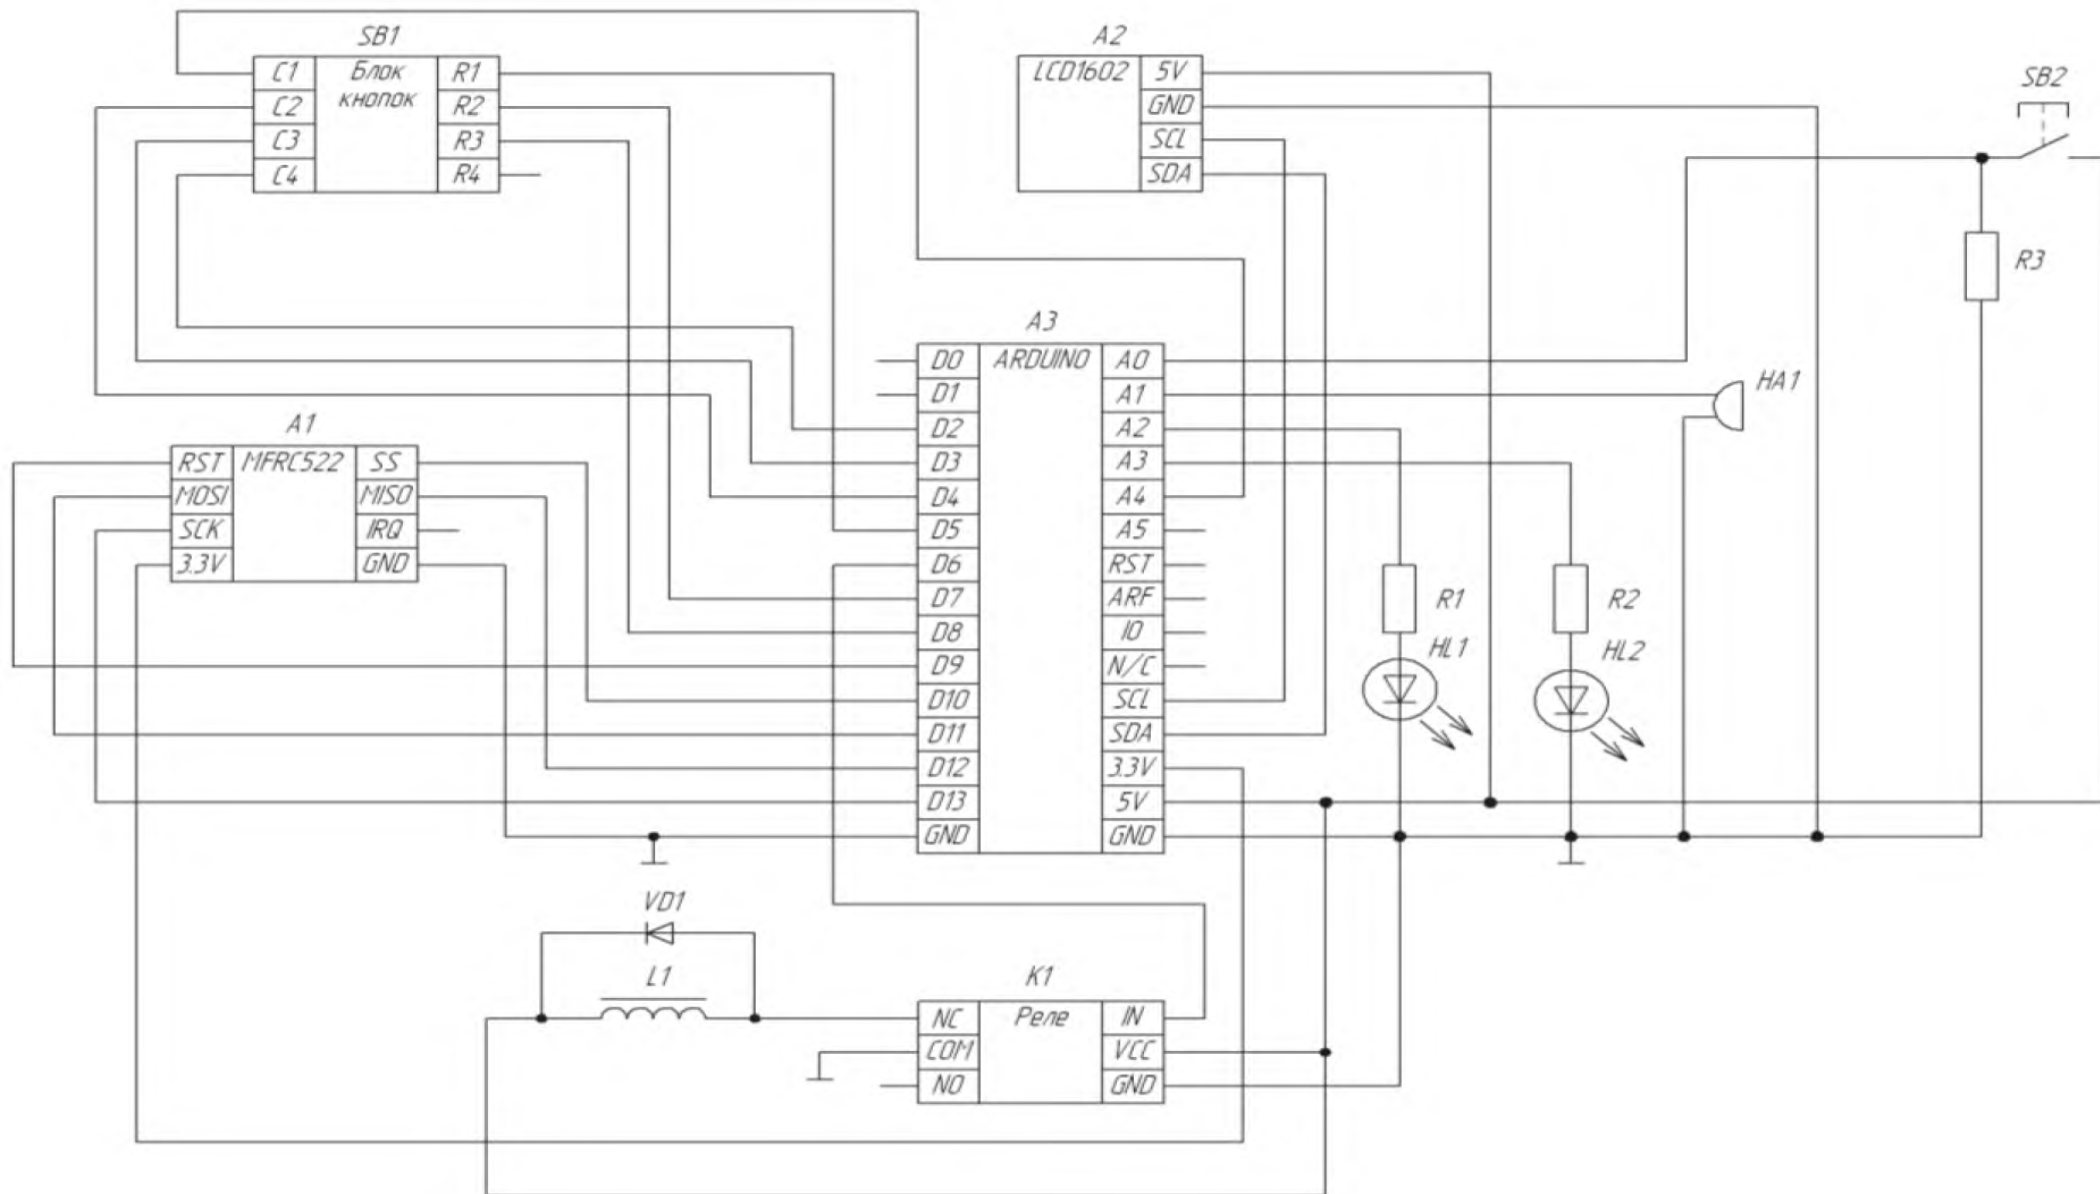 SB1
C1
Блок
R1
C2
кнопок
R2
C3
R3
C4
R4
A2
LCD1602
5V
GND
SCL
SDA
SB2
R3
A3
D0
ARDUINO
A0
D1
A1
D2
A2
D3
A3
D4
A4
D5
A5
D6
RST
D7
ARF
D8
IO
D9
N/C
D10
SCL
D11
SDA
D12
3.3V
D13
5V
GND
GND
HA1
A1
RST
MFRC522
SS
MOSI
MISO
SCK
IRQ
3.3V
GND
R1
HL1
R2
HL2
VD1
L1
K1
NC
Реле
IN
COM
VCC
NO
GND